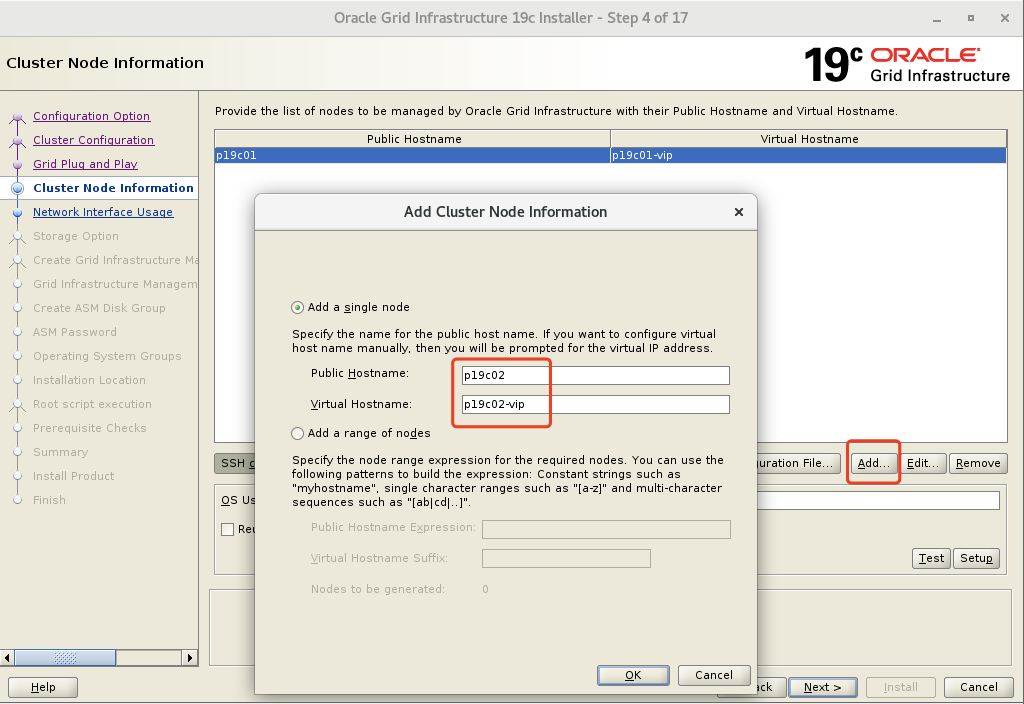 Oracle Grid Infrastructure 19c Installer - Step 4 of 17
Cluster Node Information
19c ORACLE
Grid Infrastructure
Configuration Option
Cluster Configuration
Grid Plug and Play
Cluster Node Information
Network Interface Usage
Storage Option
Create Grid Infrastructure Ma
Grid Infrastructure Managem
Create ASM Disk Group
ASM Password
Operating System Groups
Installation Location
Root script execution
Prerequisite Checks
Summary
Install Product
Finish
Provide the list of nodes to be managed by Oracle Grid Infrastructure with their Public Hostname and Virtual Hostname.
Public Hostname Virtual Hostname
p19c01 p19c01-vip
Add Cluster Node Information
Add a single node
Specify the name for the public host name. If you want to configure virtual
host name manually, then you will be prompted for the virtual IP address.
Public Hostname: p19c02
Virtual Hostname: p19c02-vip
Add a range of nodes
Specify the node range expression for the required nodes. You can use the
following patterns to build the expression: Constant strings such as
"myhostname", single character ranges such as "[a-z]" and multi-character
sequences such as "[ab|cd|..]".
Public Hostname Expression:
Virtual Hostname Suffix:
Nodes to be generated: 0
OK Cancel
SSH uration File... Add... Edit... Remove
OS Us
Reu
Test Setup
Help ack Next > Install Cancel